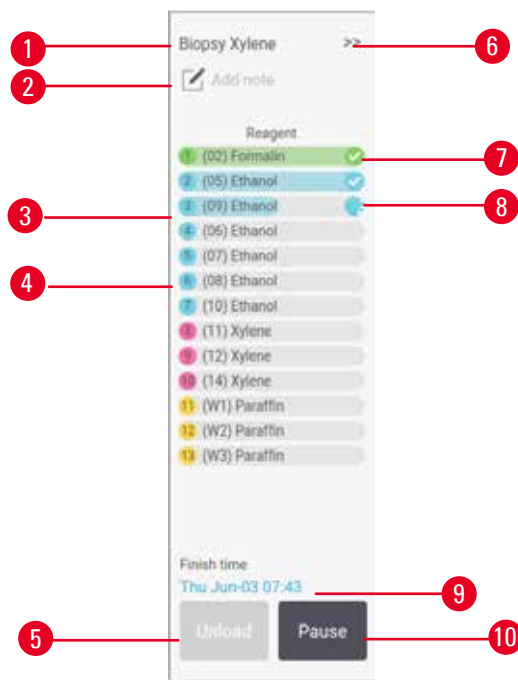 1 Biopsy Xylene >> 6
2 Add note
Reagent
1 (02) Formalin 7
2 (05) Ethanol
3 3 (09) Ethanol 8
4 (06) Ethanol
5 (07) Ethanol
4 6 (08) Ethanol
7 (10) Ethanol
8 (11) Xylene
9 (12) Xylene
10 (14) Xylene
11 (W1) Paraffin
12 (W2) Paraffin
13 (W3) Paraffin
Finish time
Thu Jun-03 07:43 9
5 Unload Pause 10